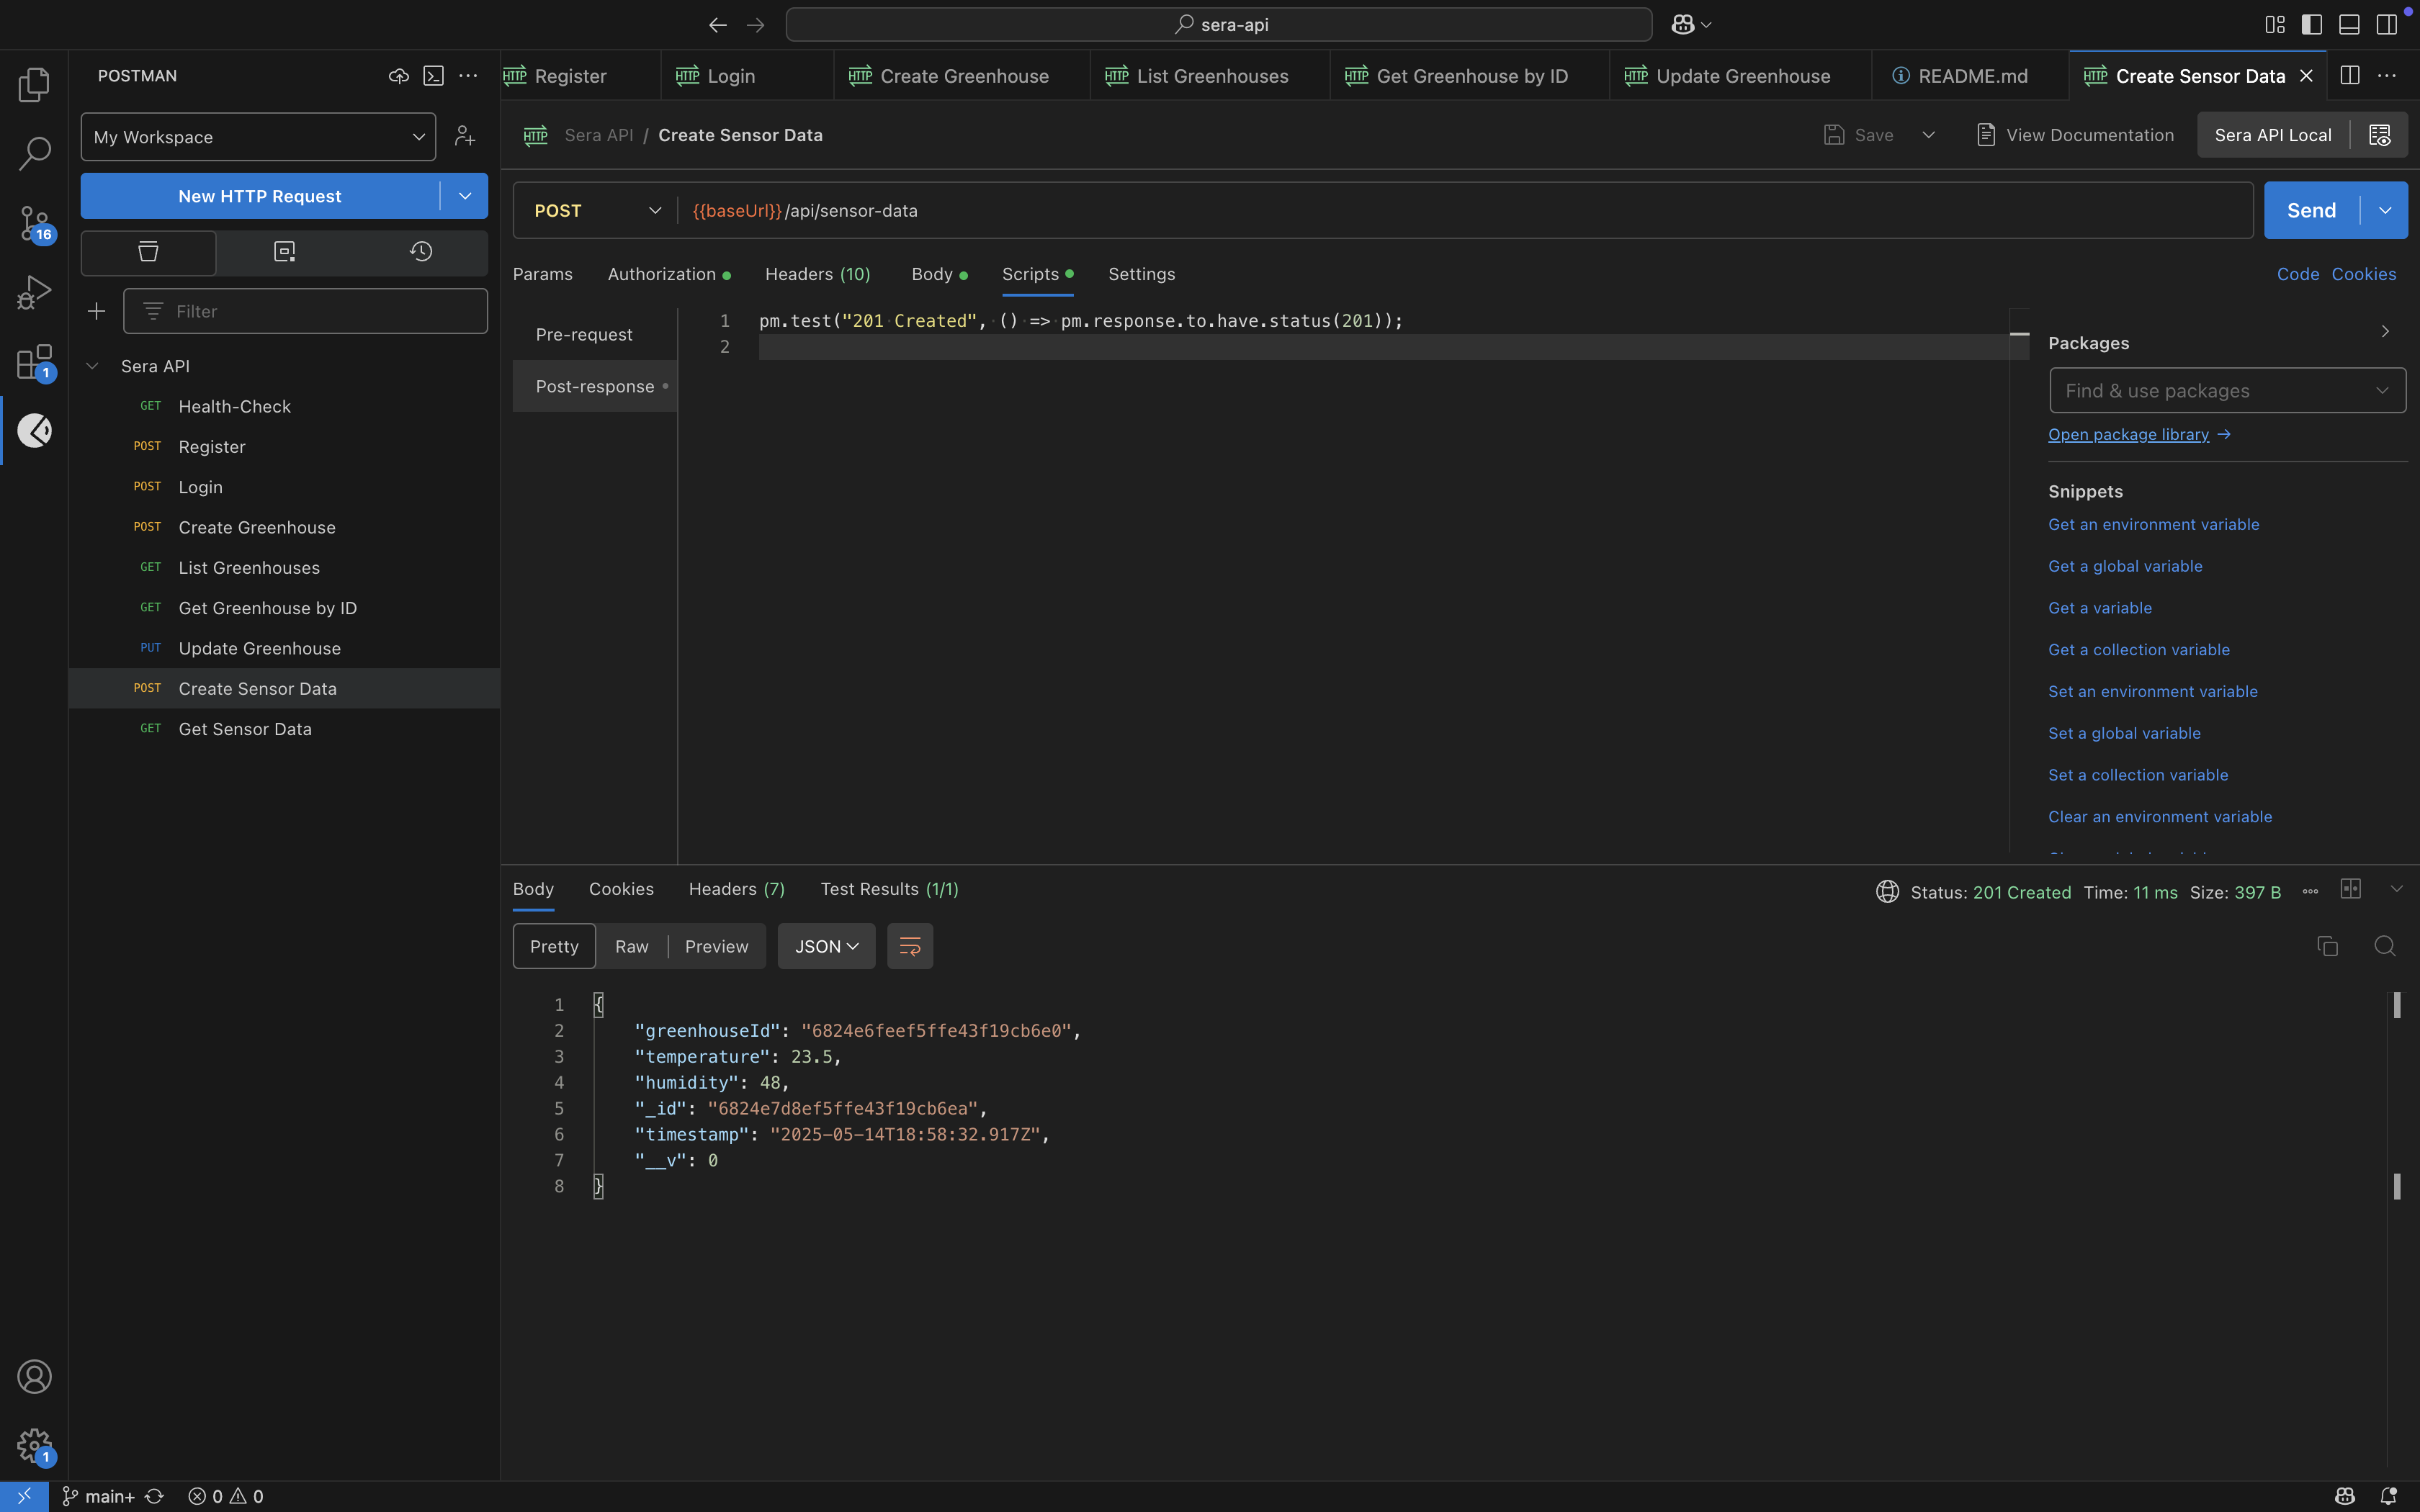 sera-api
POSTMAN
My Workspace
New HTTP Request
Filter
Sera API
GET Health-Check
POST Register
POST Login
POST Create Greenhouse
GET List Greenhouses
GET Get Greenhouse by ID
PUT Update Greenhouse
POST Create Sensor Data
GET Get Sensor Data
16
1
1
HTTP Register
HTTP Login
HTTP Create Greenhouse
HTTP List Greenhouses
HTTP Get Greenhouse by ID
HTTP Update Greenhouse
README.md
HTTP Create Sensor Data
HTTP Sera API / Create Sensor Data
Save
View Documentation
Sera API Local
POST {{baseUrl}}/api/sensor-data
Send
Params Authorization Headers (10) Body Scripts Settings
Code Cookies
Pre-request
Post-response
1 pm.test("201 Created", () => pm.response.to.have.status(201));
2
Packages
Find & use packages
Open package library →
Snippets
Get an environment variable
Get a global variable
Get a variable
Get a collection variable
Set an environment variable
Set a global variable
Set a collection variable
Clear an environment variable
Body Cookies Headers (7) Test Results (1/1)
Status: 201 Created Time: 11 ms Size: 397 B
Pretty Raw Preview JSON
1 {
2 "greenhouseId": "6824e6feef5ffe43f19cb6e0",
3 "temperature": 23.5,
4 "humidity": 48,
5 "_id": "6824e7d8ef5ffe43f19cb6ea",
6 "timestamp": "2025-05-14T18:58:32.917Z",
7 "__v": 0
8 }
main+ 0 0